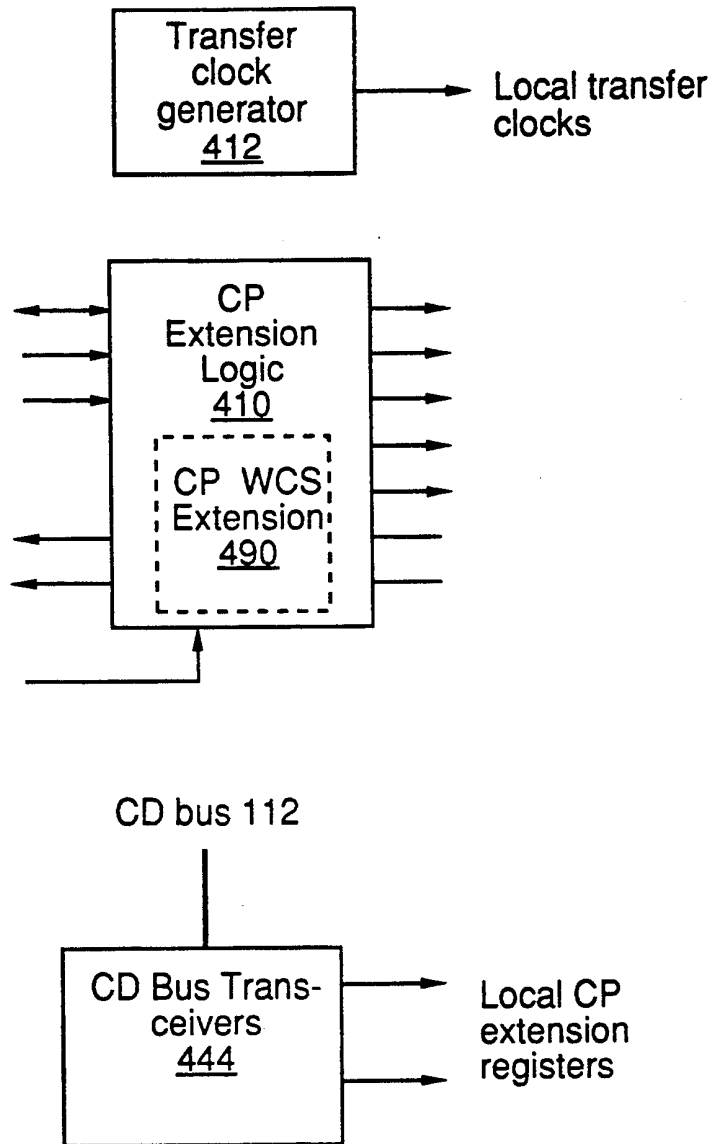 Transfer
clock
generator
412
Local transfer
clocks
CP
Extension
Logic
410
CP WCS
Extension
490
CD bus 112
CD Bus Trans-
ceivers
444
Local CP
extension
registers